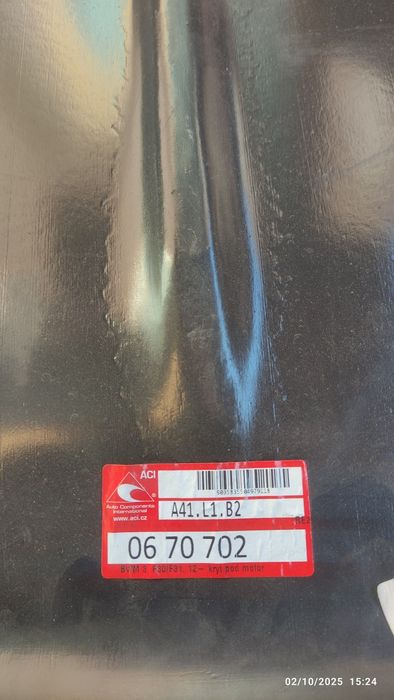 ACI
Auto Components
International
www.aci.cz
A41.L1.B2
06 70 702
BMW 3 F30/F31, 12- kryt pod motor
02/10/2025 15:24